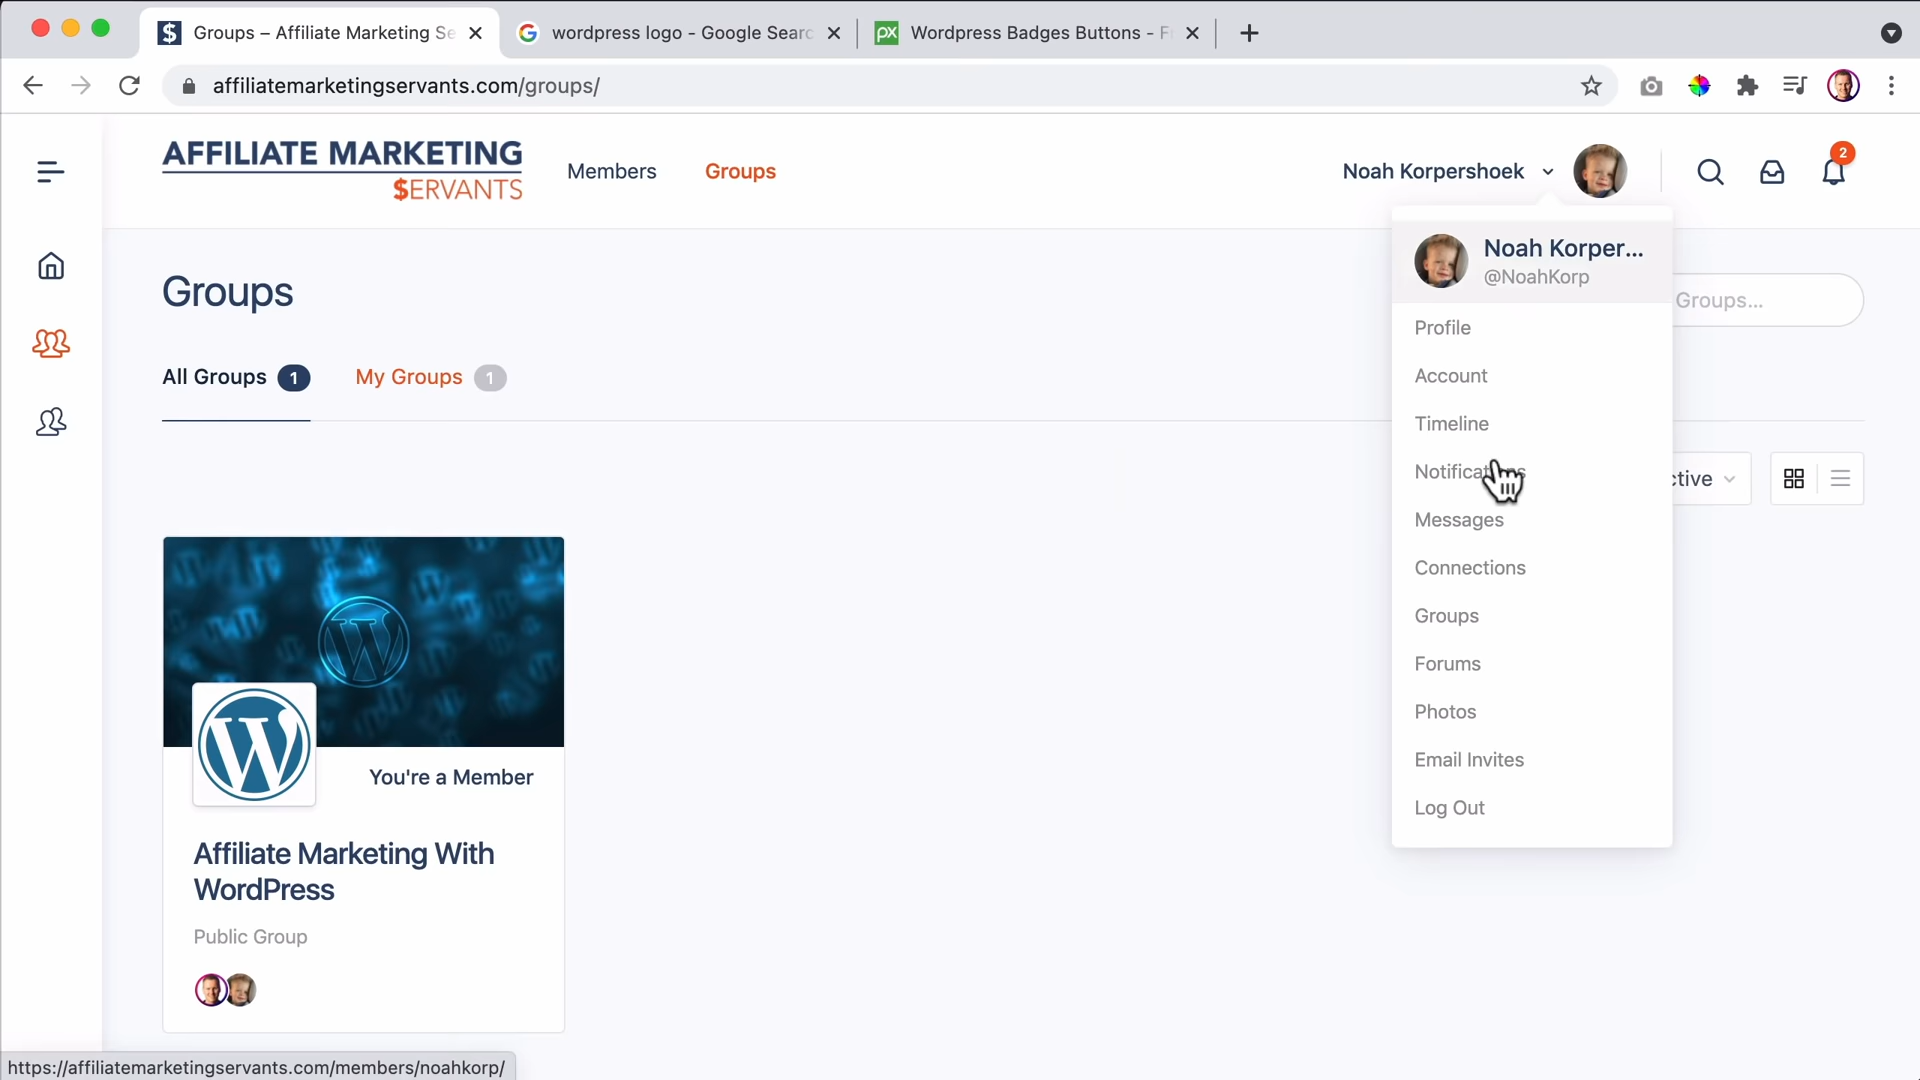 Groups – Affiliate Marketing Se
wordpress logo - Google Searc
px
Wordpress Badges Buttons - F
affiliatemarketingservants.com/groups/
AFFILIATE MARKETING
$ERVANTS
Members
Groups
Noah Korpershoek
2
Noah Korper...
@NoahKorp
Groups
Groups...
Profile
All Groups 1
My Groups 1
Account
Timeline
Notifications
ctive
Messages
Connections
Groups
Forums
Photos
Email Invites
Log Out
You're a Member
Affiliate Marketing With
WordPress
Public Group
https://affiliatemarketingservants.com/members/noahkorp/